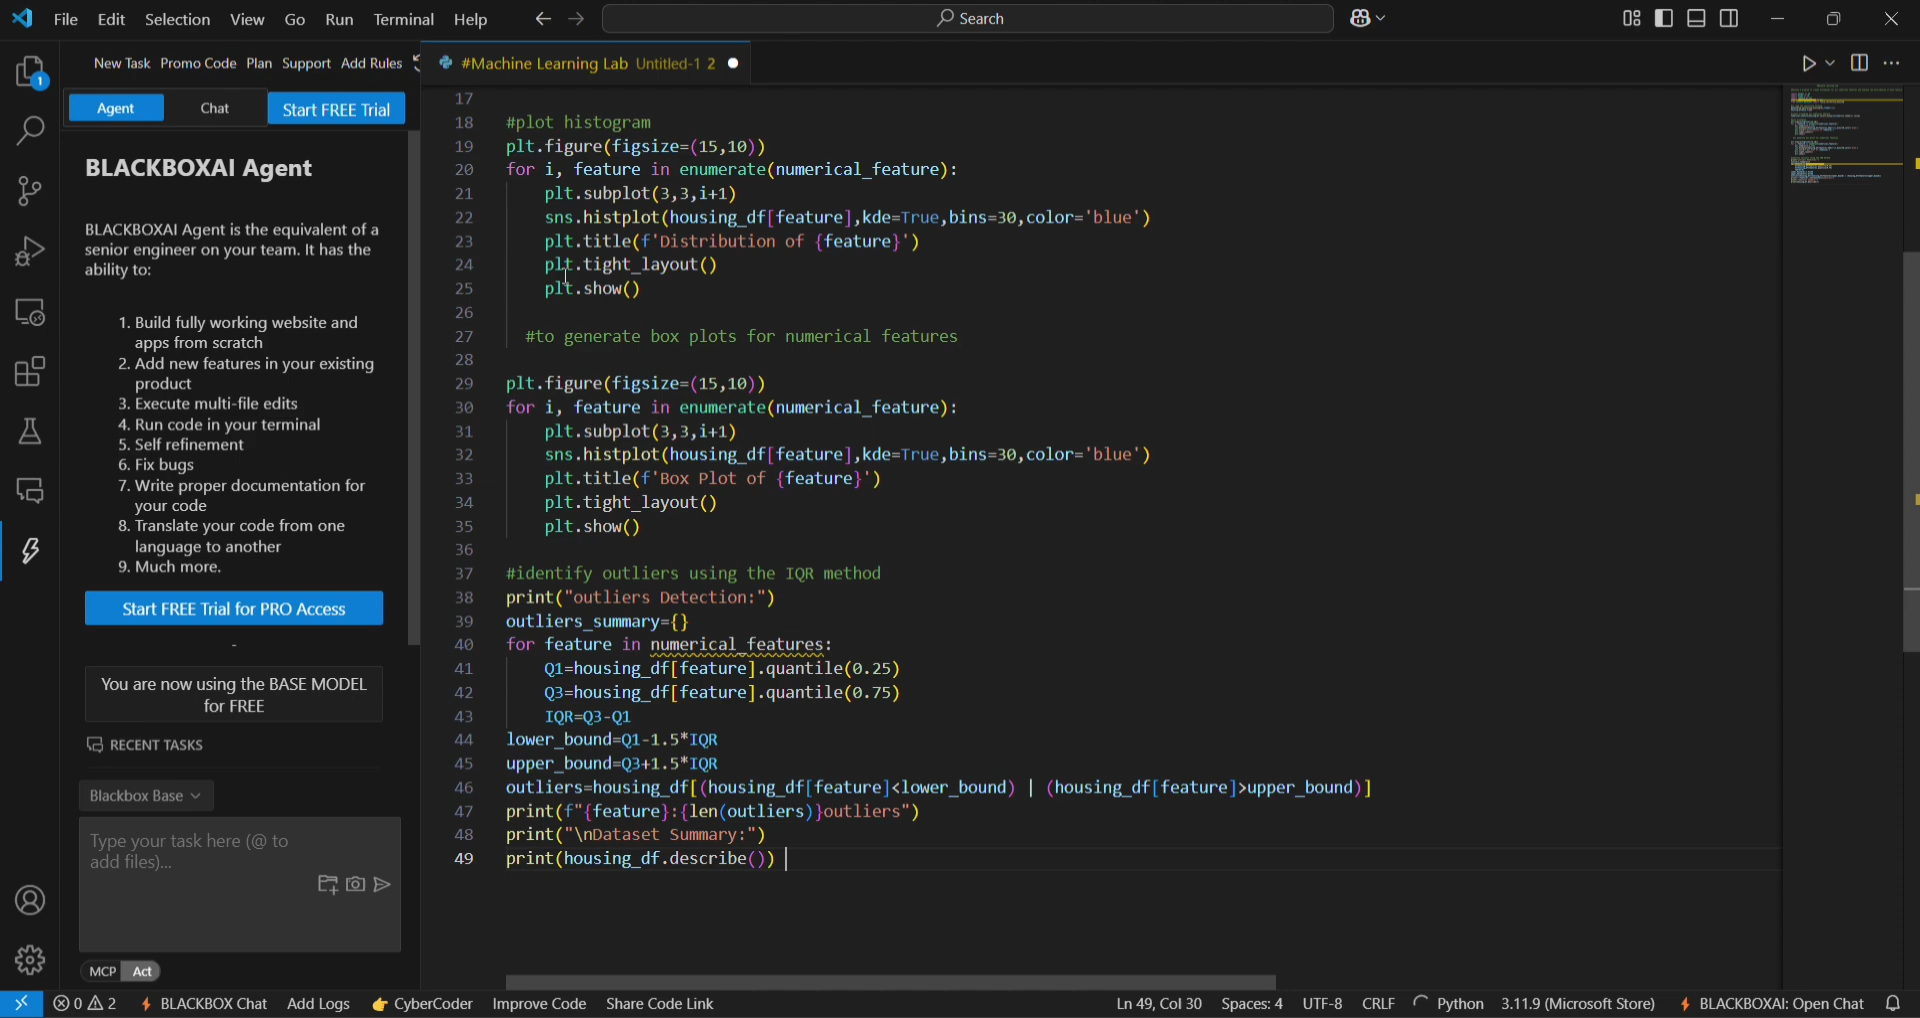 File Edit Selection View Go Run Terminal Help Search
New Task Promo Code Plan Support Add Rules
#Machine Learning Lab Untitled-1 2
1
Agent Chat Start FREE Trial
BLACKBOXAI Agent
BLACKBOXAI Agent is the equivalent of a
senior engineer on your team. It has the
ability to:
1. Build fully working website and
apps from scratch
2. Add new features in your existing
product
3. Execute multi-file edits
4. Run code in your terminal
5. Self refinement
6. Fix bugs
7. Write proper documentation for
your code
8. Translate your code from one
language to another
9. Much more.
Start FREE Trial for PRO Access
-
You are now using the BASE MODEL
for FREE
RECENT TASKS
Blackbox Base
Type your task here (@ to
add files)...
MCP Act
17
18 #plot histogram
19 plt.figure(figsize=(15,10))
20 for i, feature in enumerate(numerical_feature):
21 plt.subplot(3,3,i+1)
22 sns.histplot(housing_df[feature],kde=True,bins=30,color='blue')
23 plt.title(f'Distribution of {feature}')
24 plt.tight_layout()
25 plt.show()
26
27 #to generate box plots for numerical features
28
29 plt.figure(figsize=(15,10))
30 for i, feature in enumerate(numerical_feature):
31 plt.subplot(3,3,i+1)
32 sns.histplot(housing_df[feature],kde=True,bins=30,color='blue')
33 plt.title(f'Box Plot of {feature}')
34 plt.tight_layout()
35 plt.show()
36
37 #identify outliers using the IQR method
38 print("outliers Detection:")
39 outliers_summary={}
40 for feature in numerical_features:
41 Q1=housing_df[feature].quantile(0.25)
42 Q3=housing_df[feature].quantile(0.75)
43 IQR=Q3-Q1
44 lower_bound=Q1-1.5*IQR
45 upper_bound=Q3+1.5*IQR
46 outliers=housing_df[(housing_df[feature]<lower_bound) | (housing_df[feature]>upper_bound)]
47 print(f"{feature}:{len(outliers)}outliers")
48 print("\nDataset Summary:")
49 print(housing_df.describe())
0 2 BLACKBOX Chat Add Logs CyberCoder Improve Code Share Code Link Ln 49, Col 30 Spaces: 4 UTF-8 CRLF Python 3.11.9 (Microsoft Store) BLACKBOXAI: Open Chat